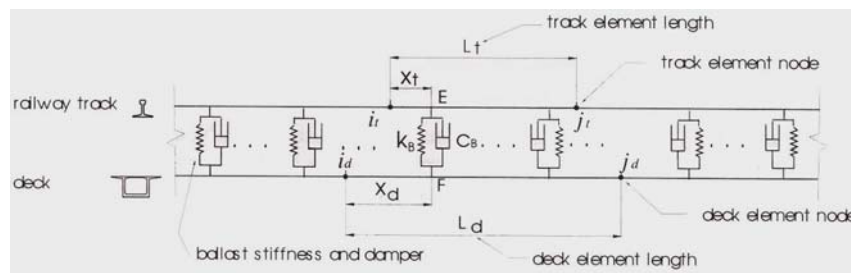 track element length
Lt
track element node
Xt
E
railway track
it
jt
kB
CB
id
jd
deck
F
Xd
deck element node
Ld
ballast stiffness and damper
deck element length